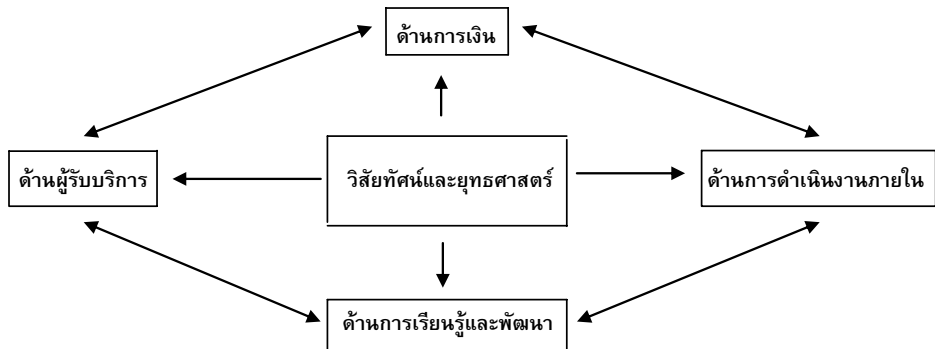 ด้านการเงิน
ด้านผู้รับบริการ
วิสัยทัศน์และยุทธศาสตร์
ด้านการดำเนินงานภายใน
ด้านการเรียนรู้และพัฒนา